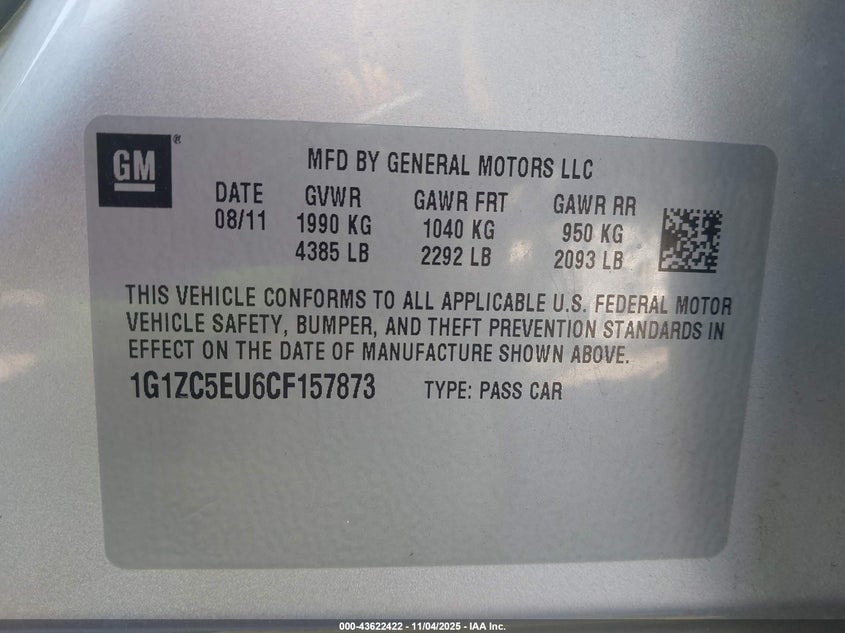 GM®
MFD BY GENERAL MOTORS LLC
DATE GVWR GAWR FRT GAWR RR
08/11 1990 KG 1040 KG 950 KG
4385 LB 2292 LB 2093 LB
THIS VEHICLE CONFORMS TO ALL APPLICABLE U.S. FEDERAL MOTOR
VEHICLE SAFETY, BUMPER, AND THEFT PREVENTION STANDARDS IN
EFFECT ON THE DATE OF MANUFACTURE SHOWN ABOVE.
1G1ZC5EU6CF157873 TYPE: PASS CAR
000-43622422 - 11/04/2025 - IAA Inc.